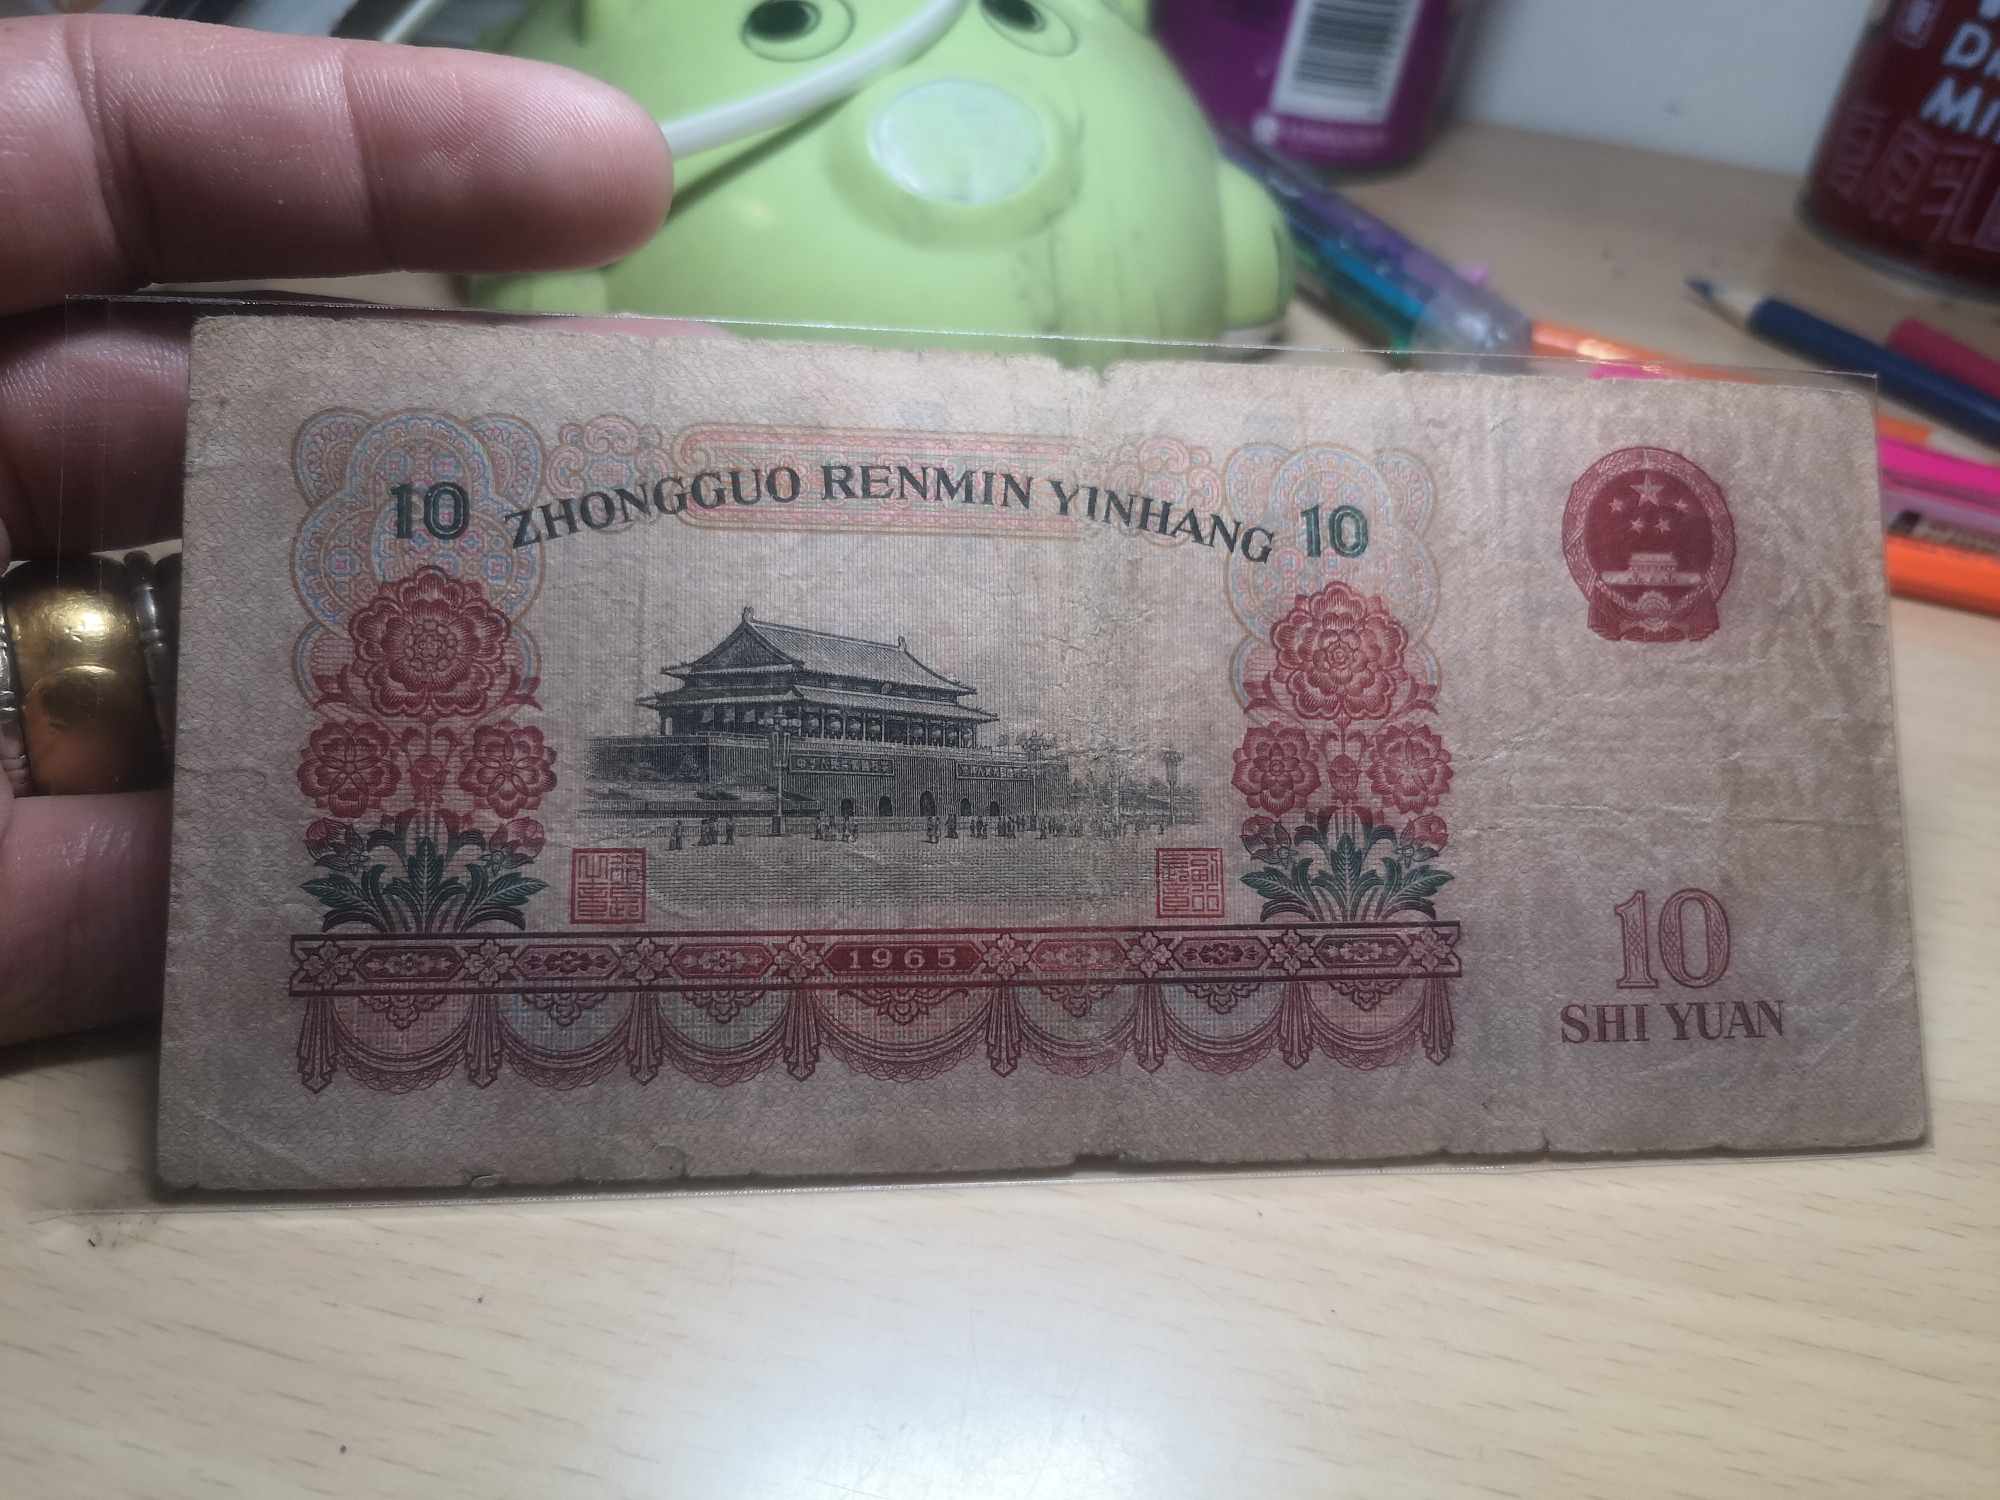 10 ZHONGGUO RENMIN YINHANG 10
1965
10
SHI YUAN